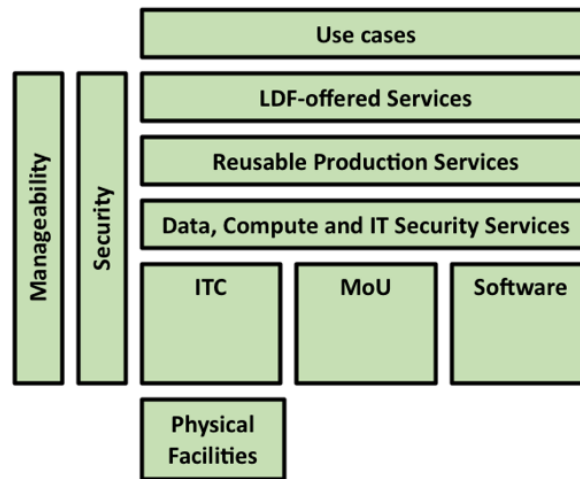 Use cases
LDF-offered Services
Reusable Production Services
Data, Compute and IT Security Services
Manageability
Security
ITC
MoU
Software
Physical
Facilities